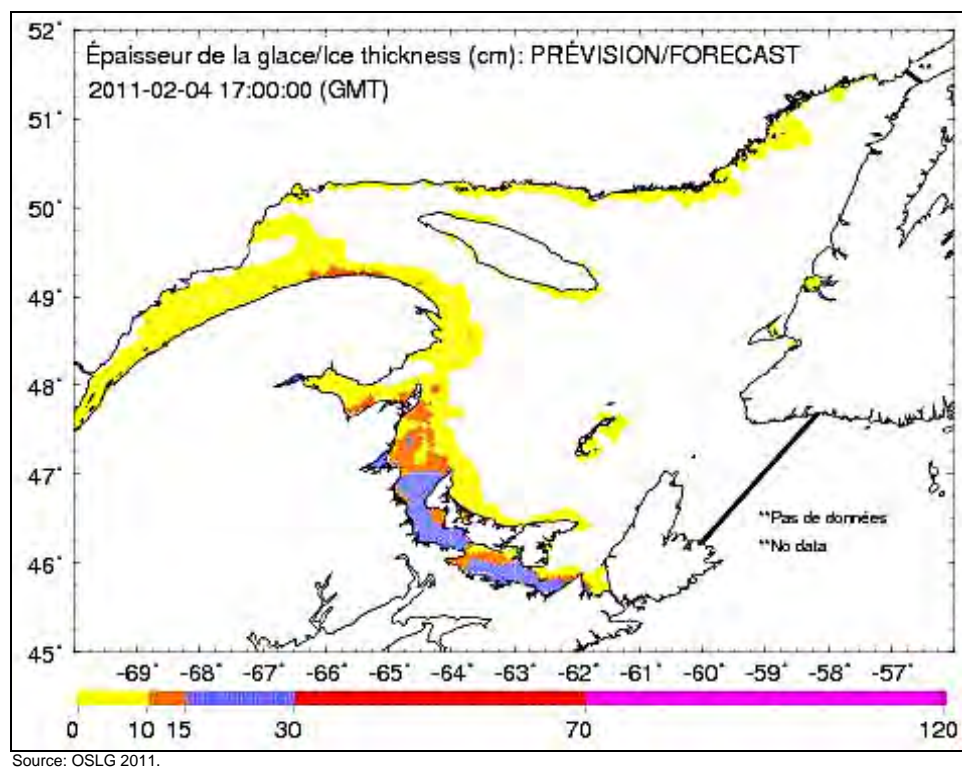 52°
Épaisseur de la glace/Ice thickness (cm): PRÉVISION/FORECAST
2011-02-04 17:00:00 (GMT)
**
51°
50°
49°
48°
47°
**Pas de données
**No data
46°
45°
-69° -68° -67° -66° -65° -64° -63° -62° -61° -60° -59° -58° -57°
0 10 15 30 70 120
Source: OSLG 2011.